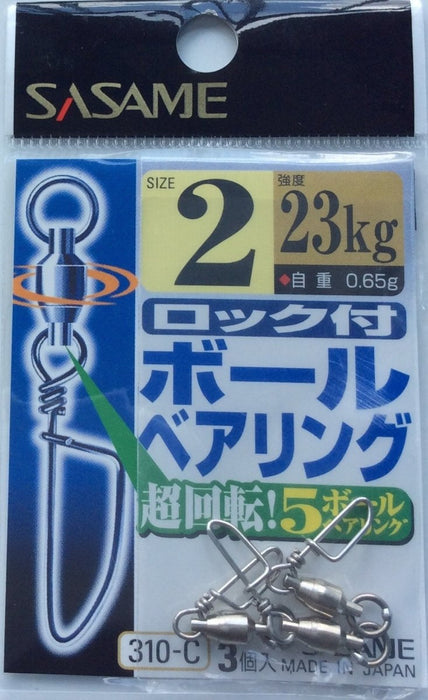 SASAME
SIZE
2
強度
23kg
◆自重 0.65g
ロック付
ボール
ベアリング
超回転!5ボール
ベアリング
310-C
3個入
SASAME
MADE IN JAPAN